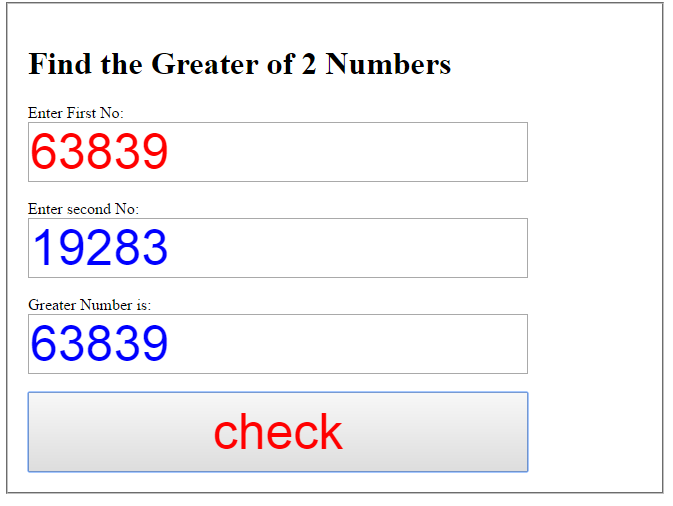 Find the Greater of 2 Numbers
Enter First No:
63839
Enter second No:
19283
Greater Number is:
63839
check